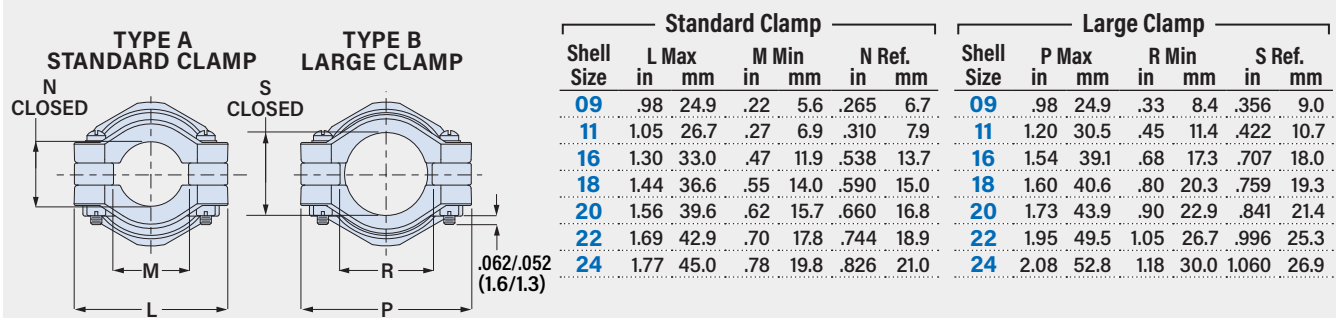 TYPE A
STANDARD CLAMP
N
CLOSED
M
L
TYPE B
LARGE CLAMP
S
CLOSED
R
P
.062/.052
(1.6/1.3)
Standard Clamp
Shell Size L Max M Min N Ref.
in mm in mm in mm
09 .98 24.9 .22 5.6 .265 6.7
11 1.05 26.7 .27 6.9 .310 7.9
16 1.30 33.0 .47 11.9 .538 13.7
18 1.44 36.6 .55 14.0 .590 15.0
20 1.56 39.6 .62 15.7 .660 16.8
22 1.69 42.9 .70 17.8 .744 18.9
24 1.77 45.0 .78 19.8 .826 21.0
Large Clamp
Shell Size P Max R Min S Ref.
in mm in mm in mm
09 .98 24.9 .33 8.4 .356 9.0
11 1.20 30.5 .45 11.4 .422 10.7
16 1.54 39.1 .68 17.3 .707 18.0
18 1.60 40.6 .80 20.3 .759 19.3
20 1.73 43.9 .90 22.9 .841 21.4
22 1.95 49.5 1.05 26.7 .996 25.3
24 2.08 52.8 1.18 30.0 1.060 26.9